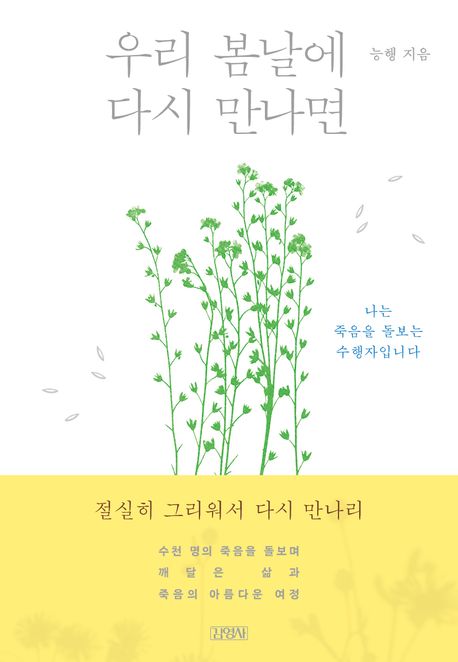 우리 봄날에
다시 만나면
능행 지음
나는
죽음을 돌보는
수행자입니다
절실히 그리워서 다시 만나리
수천 명의 죽음을 돌보며
깨달은 삶과
죽음의 아름다운 여정
김영사